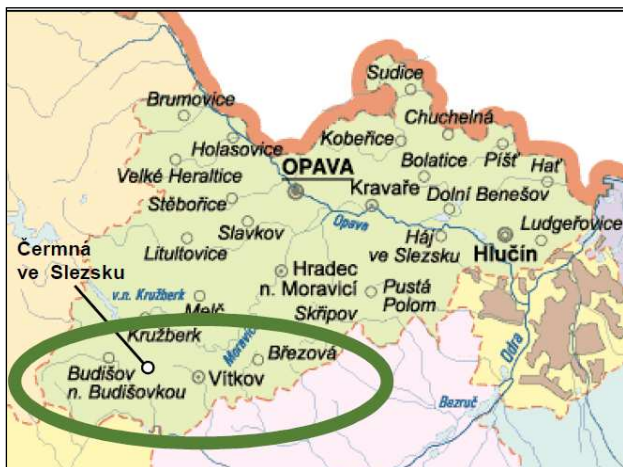 Sudice
Brumovice
Chuchelná
Kobeřice
Holasovice
Píšť
OPAVA
Bolatice
Hať
Velké Heraltice
Kravaře
Dolní Benešov
Stěbořice
Opava
Ludgeřovice
Slavkov
Háj
ve Slezsku
Hlučín
Čermná
ve Slezsku
Litultovice
Hradec
n. Moravicí
Pustá
Polom
v.n. Kružberk
Melč
Skřipov
Kružberk
Moravic
Odra
Březová
Budišov
n. Budišovkou
Vítkov
Bezruč